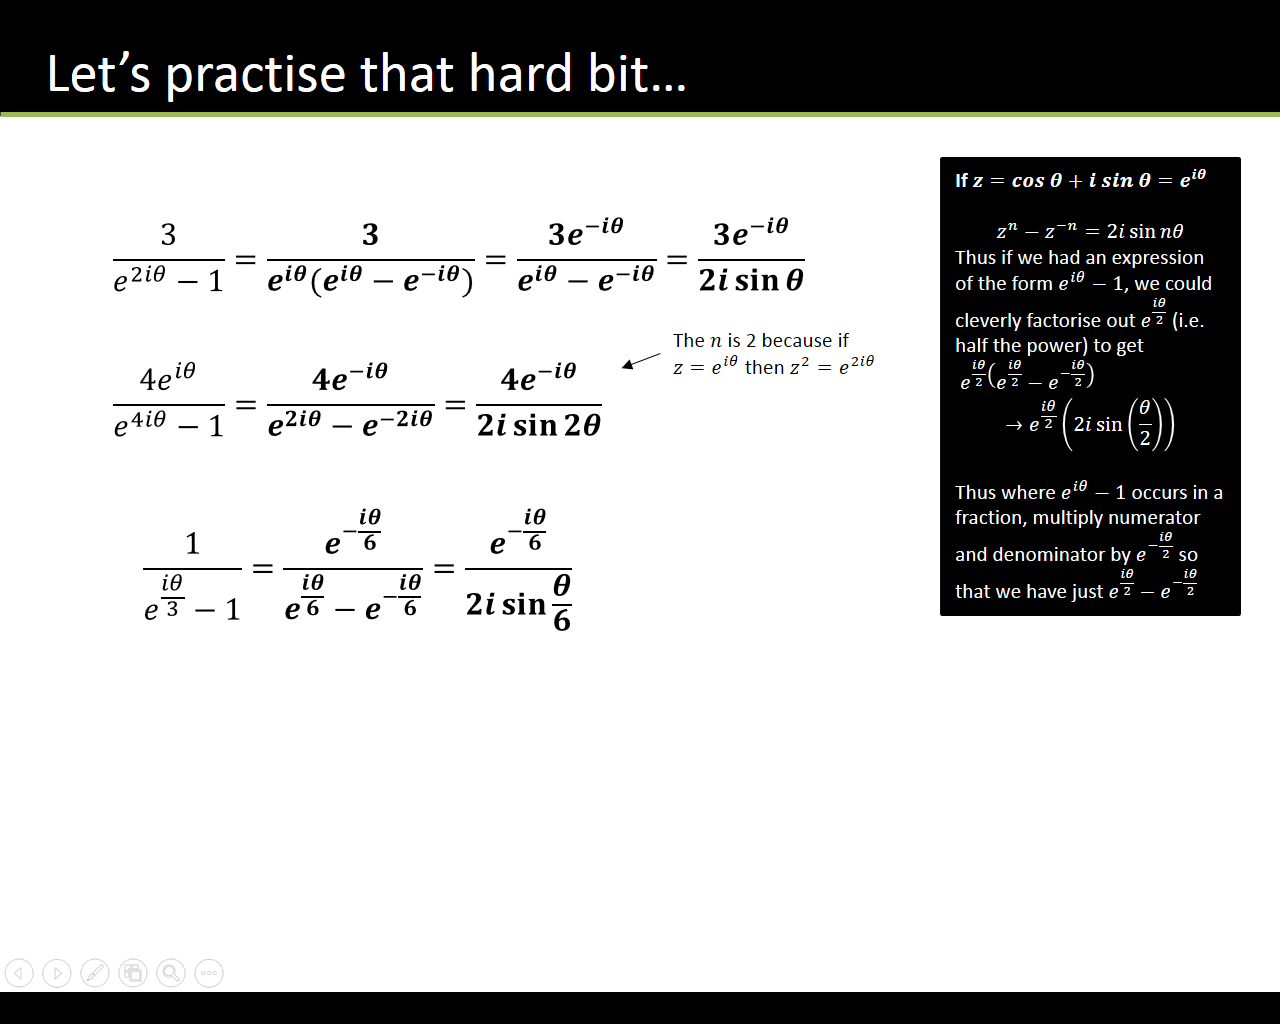 Let's practise that hard bit…
3/(e^{2iθ} − 1) = 3/(e^{iθ}(e^{iθ} − e^{−iθ})) = 3e^{−iθ}/(e^{iθ} − e^{−iθ}) = 3e^{−iθ}/(2i sin θ)
The n is 2 because if
z = e^{iθ} then z² = e^{2iθ}
4e^{iθ}/(e^{4iθ} − 1) = 4e^{−iθ}/(e^{2iθ} − e^{−2iθ}) = 4e^{−iθ}/(2i sin 2θ)
1/(e^{iθ/3} − 1) = e^{−iθ/6}/(e^{iθ/6} − e^{−iθ/6}) = e^{−iθ/6}/(2i sin θ/6)
If z = cos θ + i sin θ = e^{iθ}
zⁿ − z⁻ⁿ = 2i sin nθ
Thus if we had an expression
of the form e^{iθ} − 1, we could
cleverly factorise out e^{iθ/2} (i.e.
half the power) to get
e^{iθ/2}(e^{iθ/2} − e^{−iθ/2})
→ e^{iθ/2}(2i sin(θ/2))
Thus where e^{iθ} − 1 occurs in a
fraction, multiply numerator
and denominator by e^{−iθ/2} so
that we have just e^{iθ/2} − e^{−iθ/2}